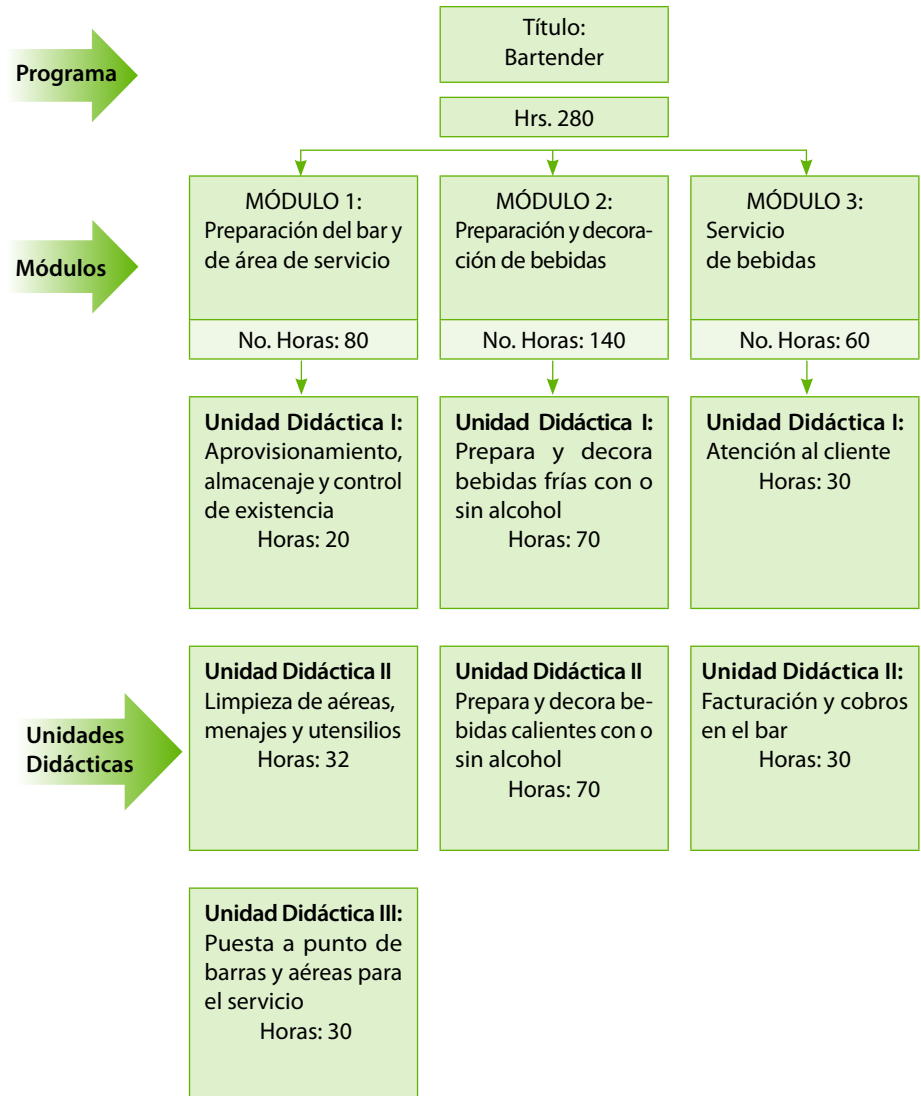 Programa
Título:
Bartender
Hrs. 280
Módulos
MÓDULO 1:
Preparación del bar y
de área de servicio
No. Horas: 80
MÓDULO 2:
Preparación y decora-
ción de bebidas
No. Horas: 140
MÓDULO 3:
Servicio
de bebidas
No. Horas: 60
Unidades
Didácticas
Unidad Didáctica I:
Aprovisionamiento,
almacenaje y control
de existencia
Horas: 20
Unidad Didáctica I:
Prepara y decora
bebidas frías con o
sin alcohol
Horas: 70
Unidad Didáctica I:
Atención al cliente
Horas: 30
Unidad Didáctica II
Limpieza de aéreas,
menajes y utensilios
Horas: 32
Unidad Didáctica II
Prepara y decora be-
bidas calientes con o
sin alcohol
Horas: 70
Unidad Didáctica II:
Facturación y cobros
en el bar
Horas: 30
Unidad Didáctica III:
Puesta a punto de
barras y aéreas para
el servicio
Horas: 30